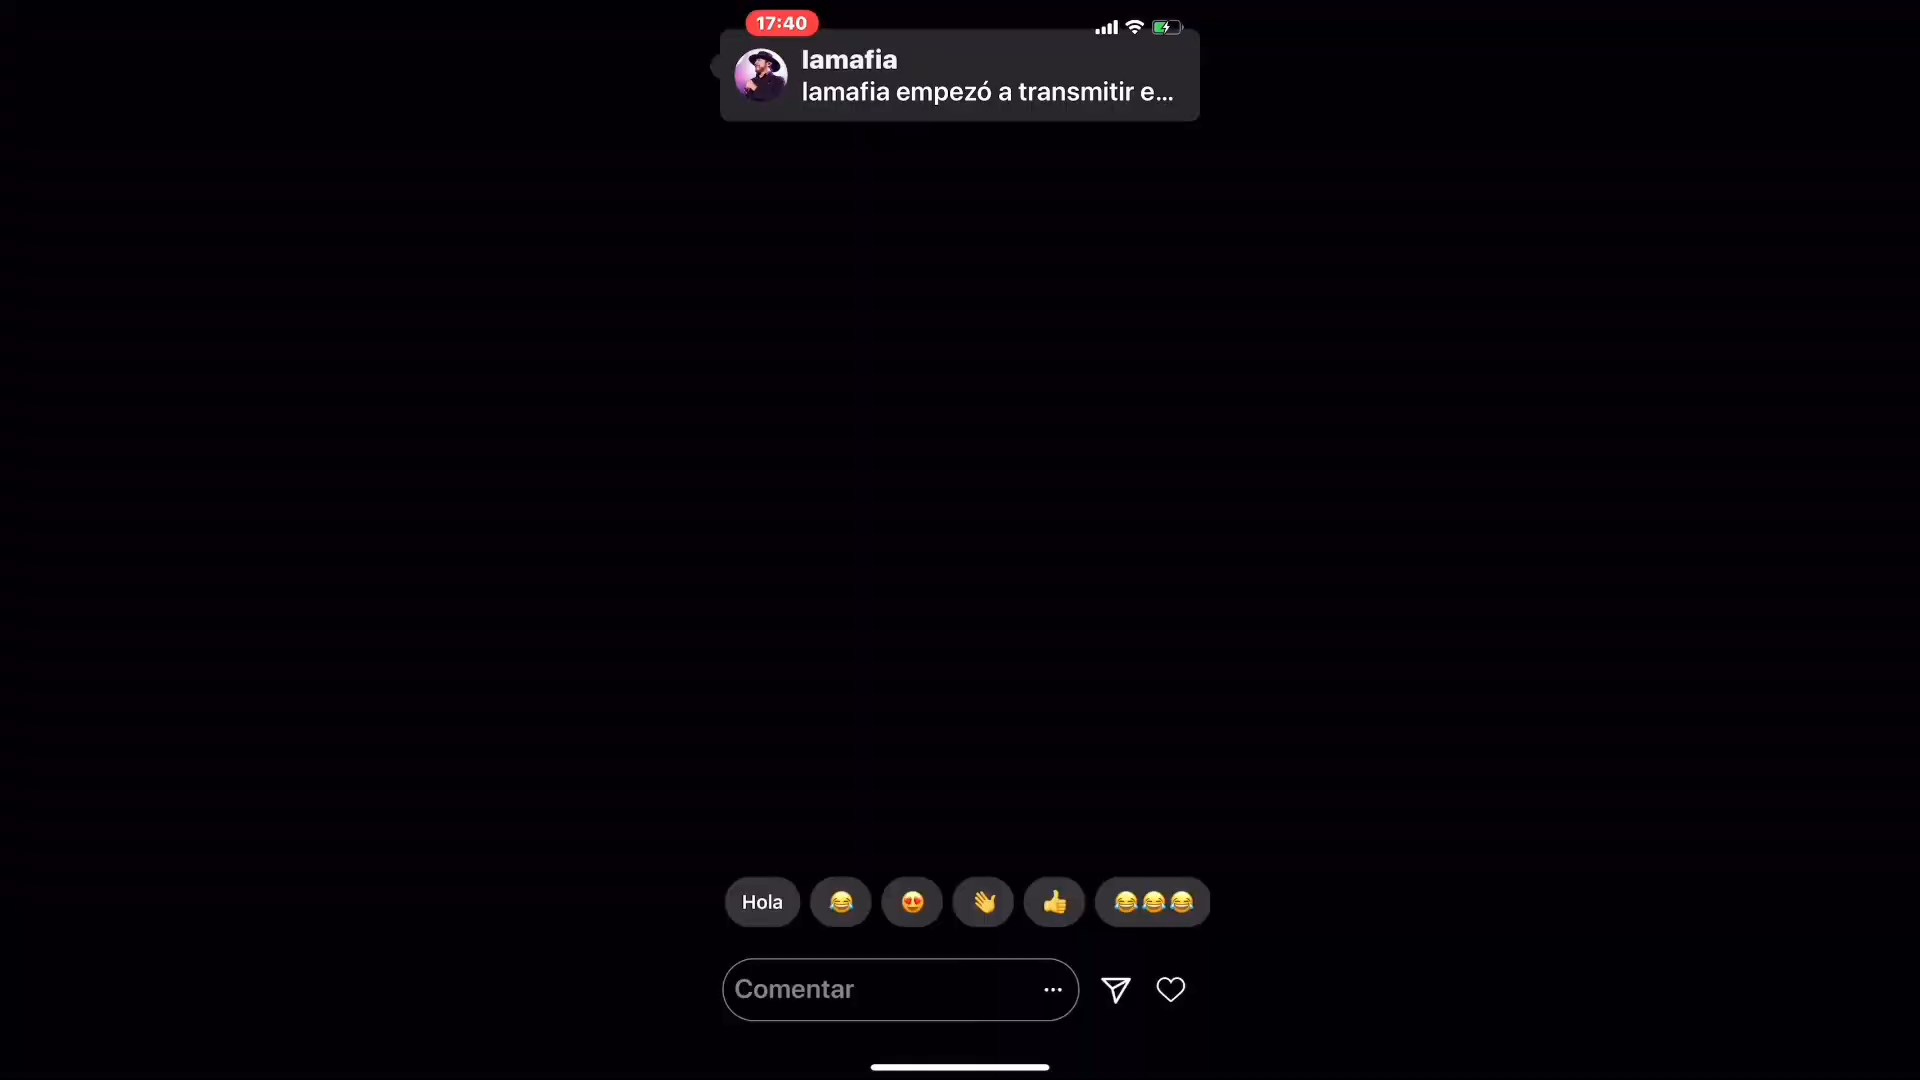 17:40
lamafia
lamafia empezó a transmitir e...
Hola 😂 😍 👋 👍 😂😂😂
Comentar